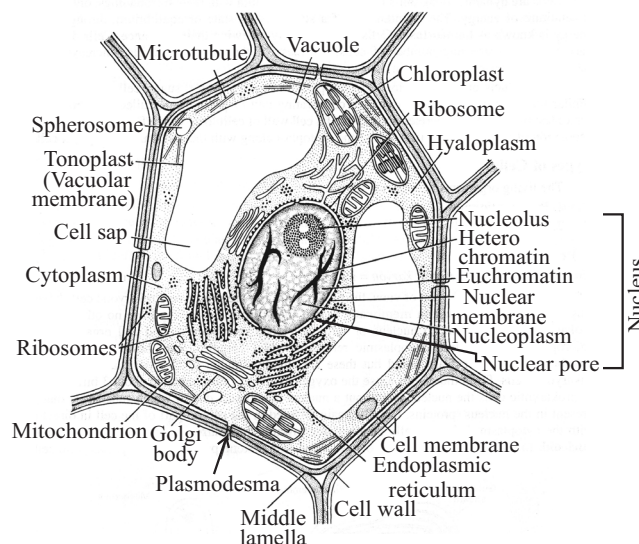 Vacuole
Microtubule
Chloroplast
Ribosome
Spherosome
Hyaloplasm
Tonoplast
(Vacuolar
membrane)
Nucleolus
Cell sap
Hetero
chromatin
Cytoplasm
Euchromatin
Nuclear
membrane
Nucleus
Nucleoplasm
Ribosomes
Nuclear pore
Mitochondrion
Golgi
body
Cell membrane
Plasmodesma
Endoplasmic
reticulum
Cell wall
Middle
lamella